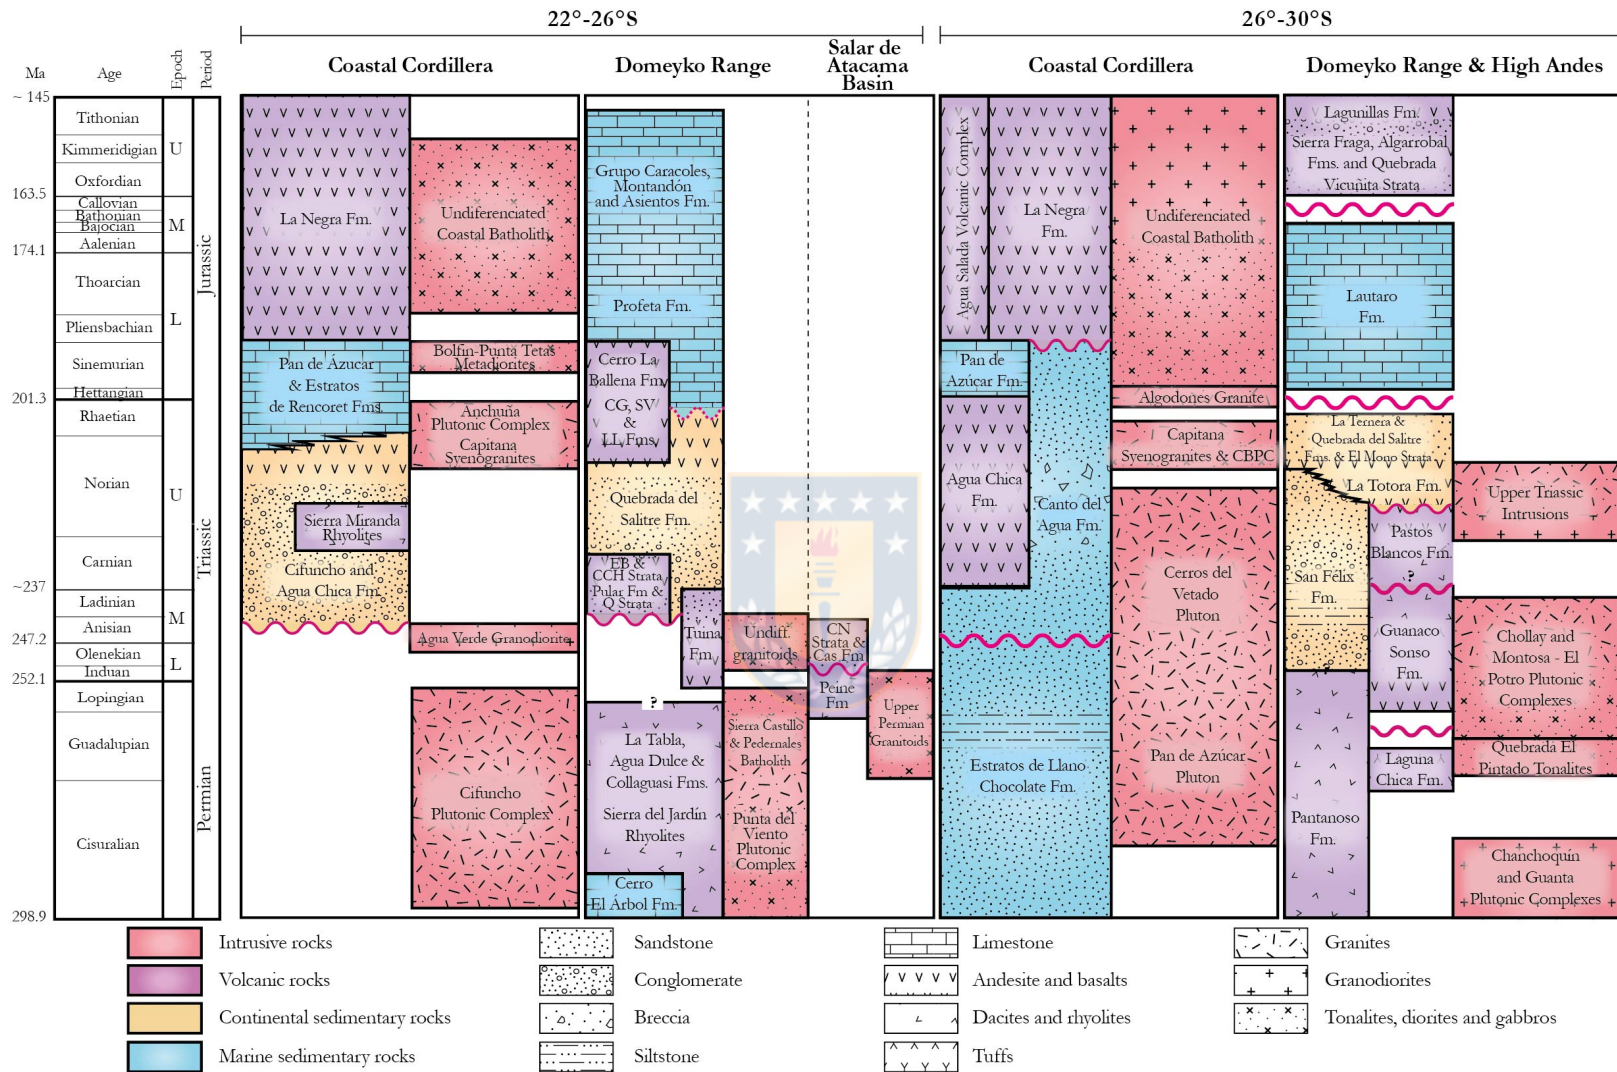 22°-26°S
26°-30°S
Coastal Cordillera
Domeyko Range
Salar de
Atacama
Basin
Coastal Cordillera
Domeyko Range & High Andes
Ma
Age
Epoch
Period
~ 145
163.5
174.1
201.3
~237
247.2
252.1
298.9
Tithonian
Kimmeridigian
Oxfordian
Callovian
Bathonian
Bajocian
Aalenian
Thoarcian
Pliensbachian
Sinemurian
Hettangian
Rhaetian
Norian
Carnian
Ladinian
Anisian
Olenekian
Induan
Lopingian
Guadalupian
Cisuralian
U
M
L
U
M
L
Jurassic
Triassic
Permian
La Negra Fm.
Pan de Ázucar
& Estratos
de Rencoret Fms.
Sierra Miranda
Rhyolites
Cifuncho and
Agua Chica Fm.
Undiferenciated
Coastal Batholith
Bolfin-Punta Tetas
Metadiorites
Anchuña
Plutonic Complex
Capitana
Syenogranites
Agua Verde Granodiorite
Cifuncho
Plutonic Complex
Grupo Caracoles,
Montandón
and Asientos Fm.
Profeta Fm.
Cerro La
Ballena Fm.
CG, SV
&
LL Fms.
Quebrada del
Salitre Fm.
EB &
CCH Strata
Pular Fm &
Q Strata
Tuina
Fm.
Undiff.
granitoids
CN
Strata &
Cas Fm
Peine
Fm
Upper
Permian
Granitoids
?
La Tabla,
Agua Dulce &
Collaguasi Fms.
Sierra del Jardín
Rhyolites
Cerro
El Árbol Fm.
Sierra Castillo
& Pedernales
Batholith
Punta del
Viento
Plutonic
Complex
Agua Salada Volcanic Complex
La Negra
Fm.
Pan de
Azúcar Fm.
Agua Chica
Fm.
Canto del
Agua Fm.
Estratos de Llano
Chocolate Fm.
Undiferenciated
Coastal Batholith
Algodones Granite
Capitana
Syenogranites & CBPC
Cerros del
Vetado
Pluton
Pan de Azúcar
Pluton
Lagunillas Fm.
Sierra Fraga, Algarrobal
Fms. and Quebrada
Vicuñita Strata
Lautaro
Fm.
La Ternera &
Quebrada del Salitre
Fms. & El Mono Strata
La Totora Fm.
Pastos
Blancos Fm.
?
San Félix
Fm.
Guanaco
Sonso
Fm.
Laguna
Chica Fm.
Pantanoso
Fm.
Upper Triassic
Intrusions
Chollay and
Montosa - El
Potro Plutonic
Complexes
Quebrada El
Pintado Tonalites
Chanchoquín
and Guanta
Plutonic Complexes
Intrusive rocks
Volcanic rocks
Continental sedimentary rocks
Marine sedimentary rocks
Sandstone
Conglomerate
Breccia
Siltstone
Limestone
Andesite and basalts
Dacites and rhyolites
Tuffs
Granites
Granodiorites
Tonalites, diorites and gabbros